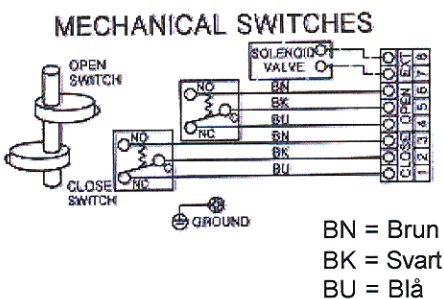 MECHANICAL SWITCHES
SOLENOID
VALVE
OPEN
SWITCH
NO
C
NC
BN
BK
BU
BN
BK
BU
NO
C
NC
CLOSE
SWITCH
GROUND
EXT
OPEN
CLOSE
8
7
6
5
4
3
2
1
BN = Brun
BK = Svart
BU = Blå